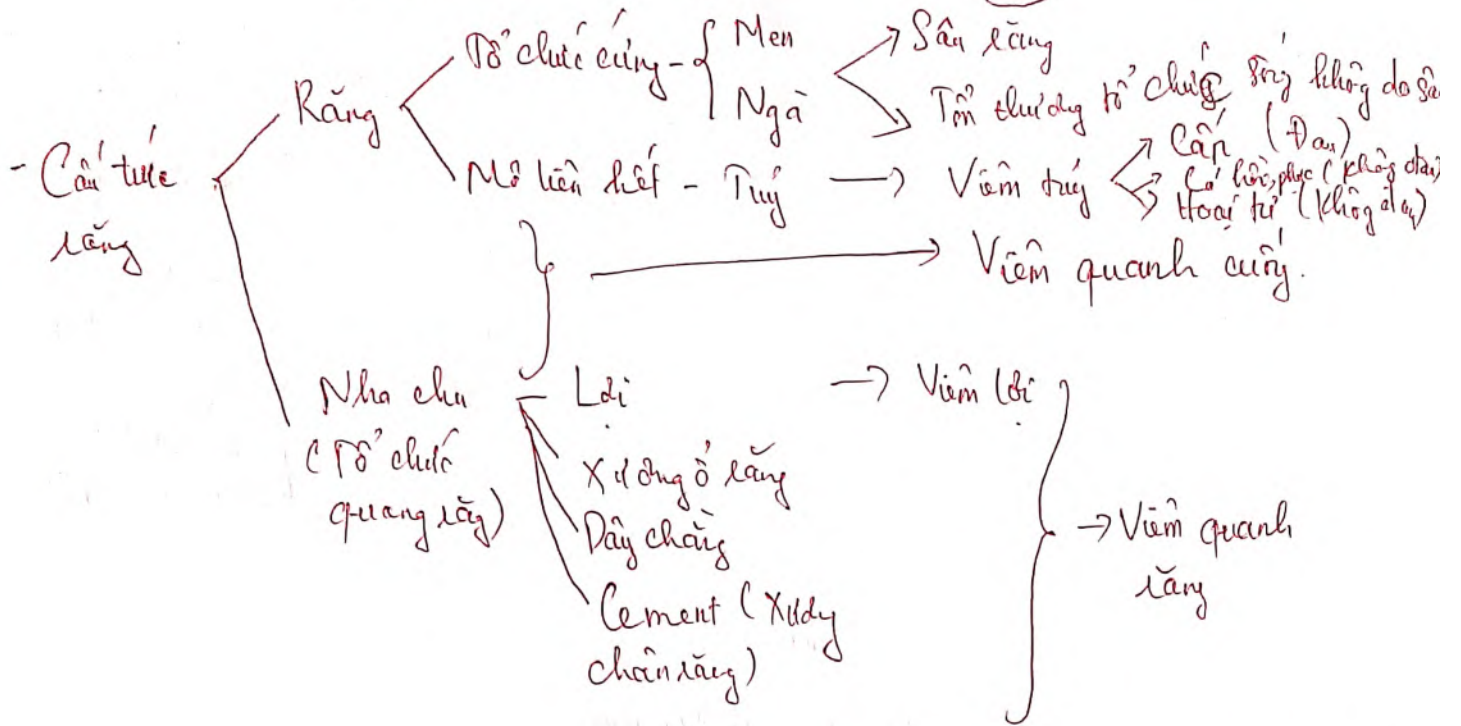 Tổ chức cứng - { Men → Sâu răng
Ngà → Tổn thương tổ chức cứng không do sâ
Răng
- Cấu trúc răng
Mô liên kết - Tuỷ → Viêm tuỷ → Cấp (Đau)
Có hồi phục (không đau)
Hoại tử (không đau)
→ Viêm quanh cuống.
Nha chu - Lợi → Viêm lợi
(Tổ chức
quang răng)
Xương ổ răng
Dây chằng
→ Viêm quanh
răng
Cement (Xương
chân răng)